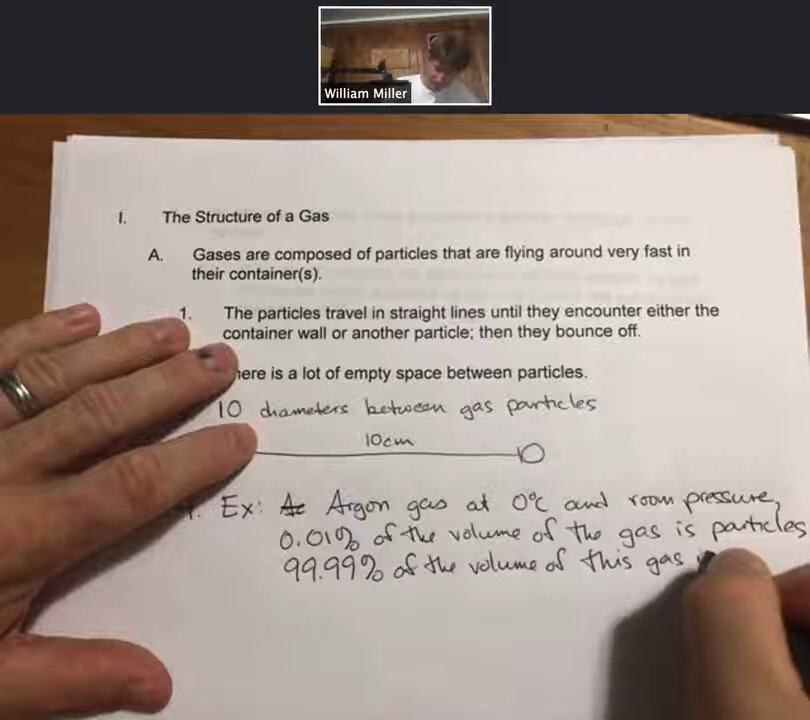 William Miller
I. The Structure of a Gas
A. Gases are composed of particles that are flying around very fast in
their container(s).
1. The particles travel in straight lines until they encounter either the
container wall or another particle; then they bounce off.
here is a lot of empty space between particles.
10 diameters between gas particles
10cm
Ex: Ac Argon gas at 0°C and room pressure,
0.01% of the volume of the gas is particles
99.99% of the volume of this gas